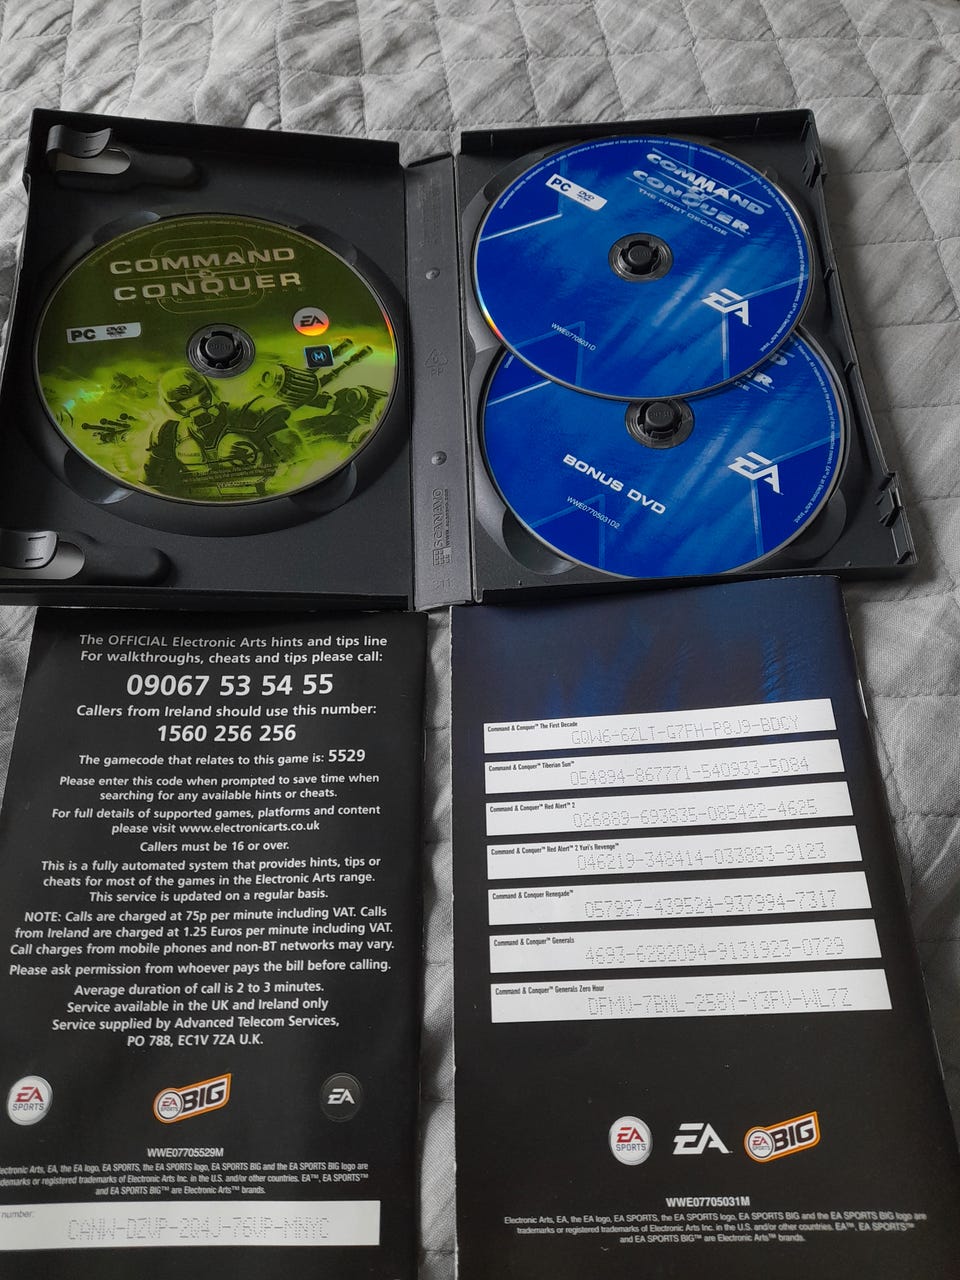 COMMAND
&
CONQUER
PC DVD
EA
M
COMMAND
&
CONQUER
THE FIRST DECADE
PC DVD
EA
WWE07705031D
BONUS DVD
EA
WWE07705031D2
The OFFICIAL Electronic Arts hints and tips line
For walkthroughs, cheats and tips please call:
09067 53 54 55
Callers from Ireland should use this number:
1560 256 256
The gamecode that relates to this game is: 5529
Please enter this code when prompted to save time when
searching for any available hints or cheats.
For full details of supported games, platforms and content
please visit www.electronicarts.co.uk
Callers must be 16 or over.
This is a fully automated system that provides hints, tips or
cheats for most of the games in the Electronic Arts range.
This service is updated on a regular basis.
NOTE: Calls are charged at 75p per minute including VAT. Calls
from Ireland are charged at 1.25 Euros per minute including VAT.
Call charges from mobile phones and non-BT networks may vary.
Please ask permission from whoever pays the bill before calling.
Average duration of call is 2 to 3 minutes.
Service available in the UK and Ireland only
Service supplied by Advanced Telecom Services,
PO 788, EC1V 7ZA U.K.
EA SPORTS
EA BIG
EA
WWE07705529M
Electronic Arts, EA, the EA logo, EA SPORTS, the EA SPORTS logo, EA SPORTS BIG and the EA SPORTS BIG logo are
trademarks or registered trademarks of Electronic Arts Inc. in the U.S. and/or other countries. EA™, EA SPORTS™
and EA SPORTS BIG™ are Electronic Arts™ brands.
number:
Command & Conquer™ The First Decade
GQW6-6ZLT-G7FH-P8J9-BDCY
Command & Conquer™ Tiberian Sun™
054894-867771-540933-5084
Command & Conquer™ Red Alert™ 2
026889-693835-085422-4625
Command & Conquer™ Red Alert™ 2 Yuri's Revenge™
046219-348414-033883-9123
Command & Conquer Renegade™
057927-439524-937994-7317
Command & Conquer™ Generals
4693-6282094-9131923-0729
Command & Conquer™ Generals Zero Hour
EA SPORTS
EA
EA BIG
WWE07705031M
Electronic Arts, EA, the EA logo, EA SPORTS, the EA SPORTS logo, EA SPORTS BIG and the EA SPORTS BIG logo are
trademarks or registered trademarks of Electronic Arts Inc. in the U.S. and/or other countries. EA™, EA SPORTS™
and EA SPORTS BIG™ are Electronic Arts™ brands.